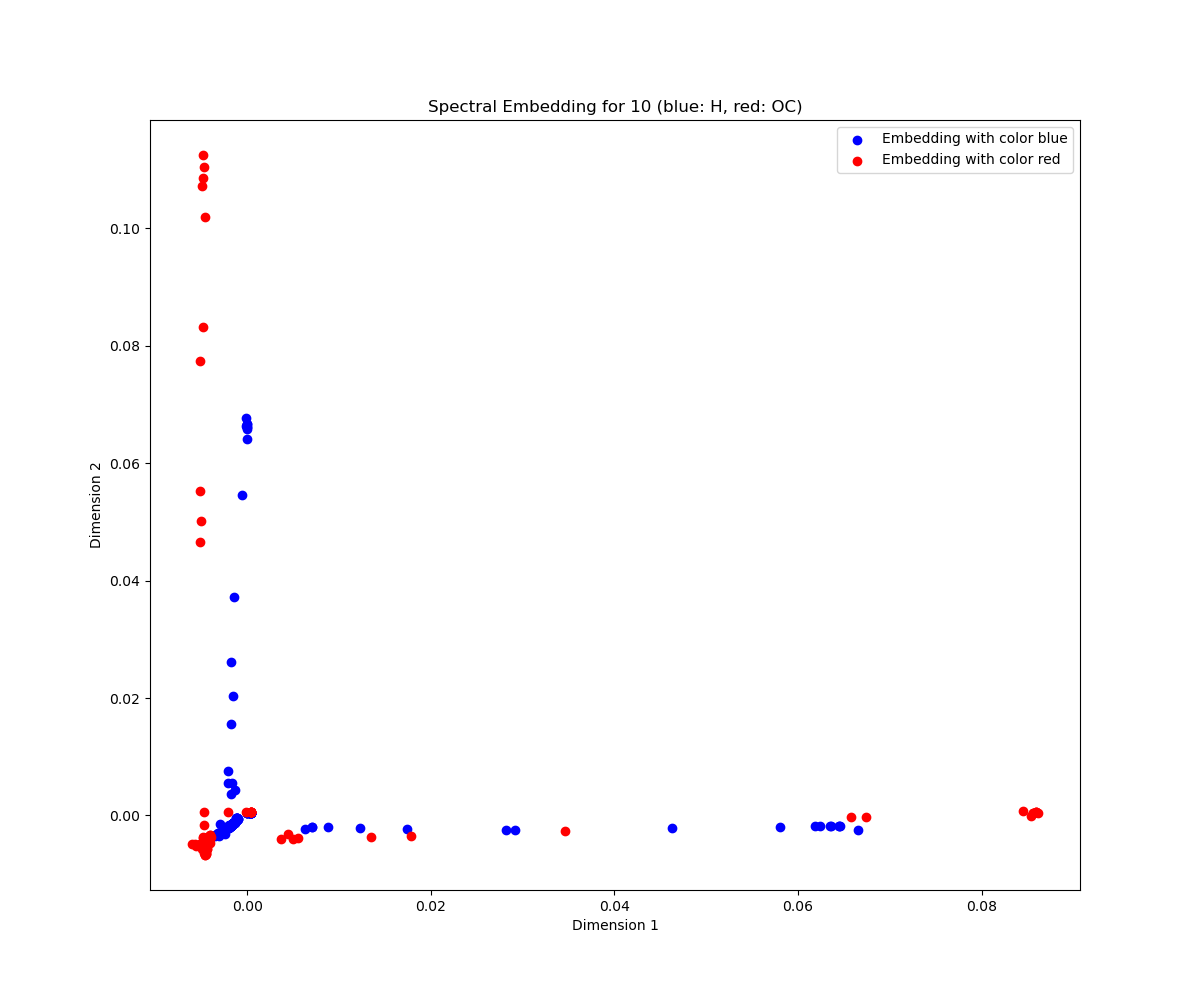 Spectral Embedding for 10 (blue: H, red: OC)
Embedding with color blue
Embedding with color red
0.10
0.08
0.06
0.04
0.02
0.00
Dimension 2
0.00 0.02 0.04 0.06 0.08
Dimension 1